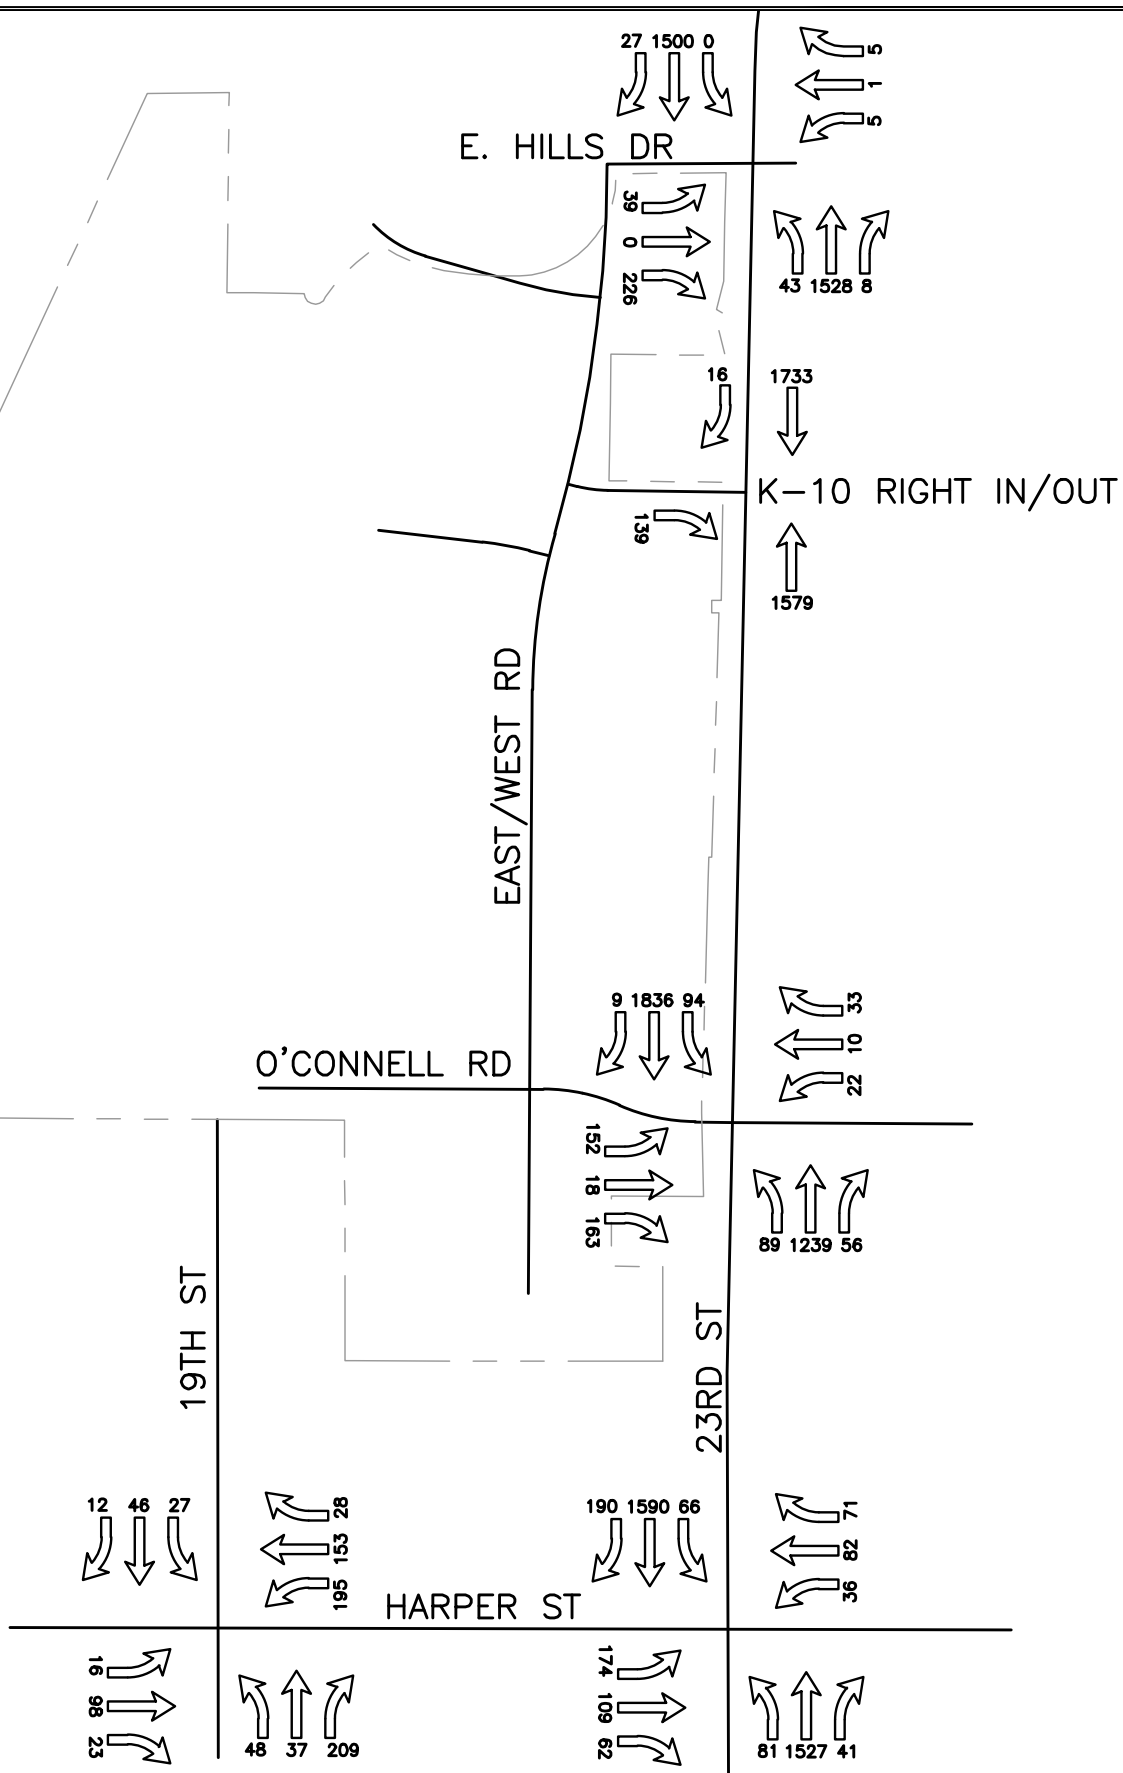 27 1500 0
5
1
5
E. HILLS DR
39
0
226
43 1528 8
16
1733
K-10 RIGHT IN/OUT
139
1579
EAST/WEST RD
9 1836 94
33
10
22
O'CONNELL RD
152
18
163
89 1239 56
19TH ST
23RD ST
12 46 27
28
153
195
190 1590 66
71
82
36
HARPER ST
16
98
23
48 37 209
174
109
62
81 1527 41